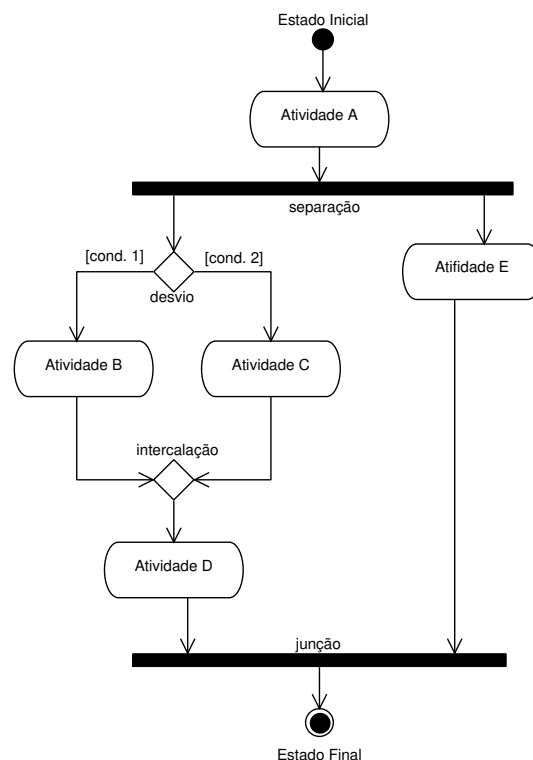 Estado Inicial
Atividade A
separação
[cond. 1]
[cond. 2]
Atifidade E
desvio
Atividade B
Atividade C
intercalação
Atividade D
junção
Estado Final